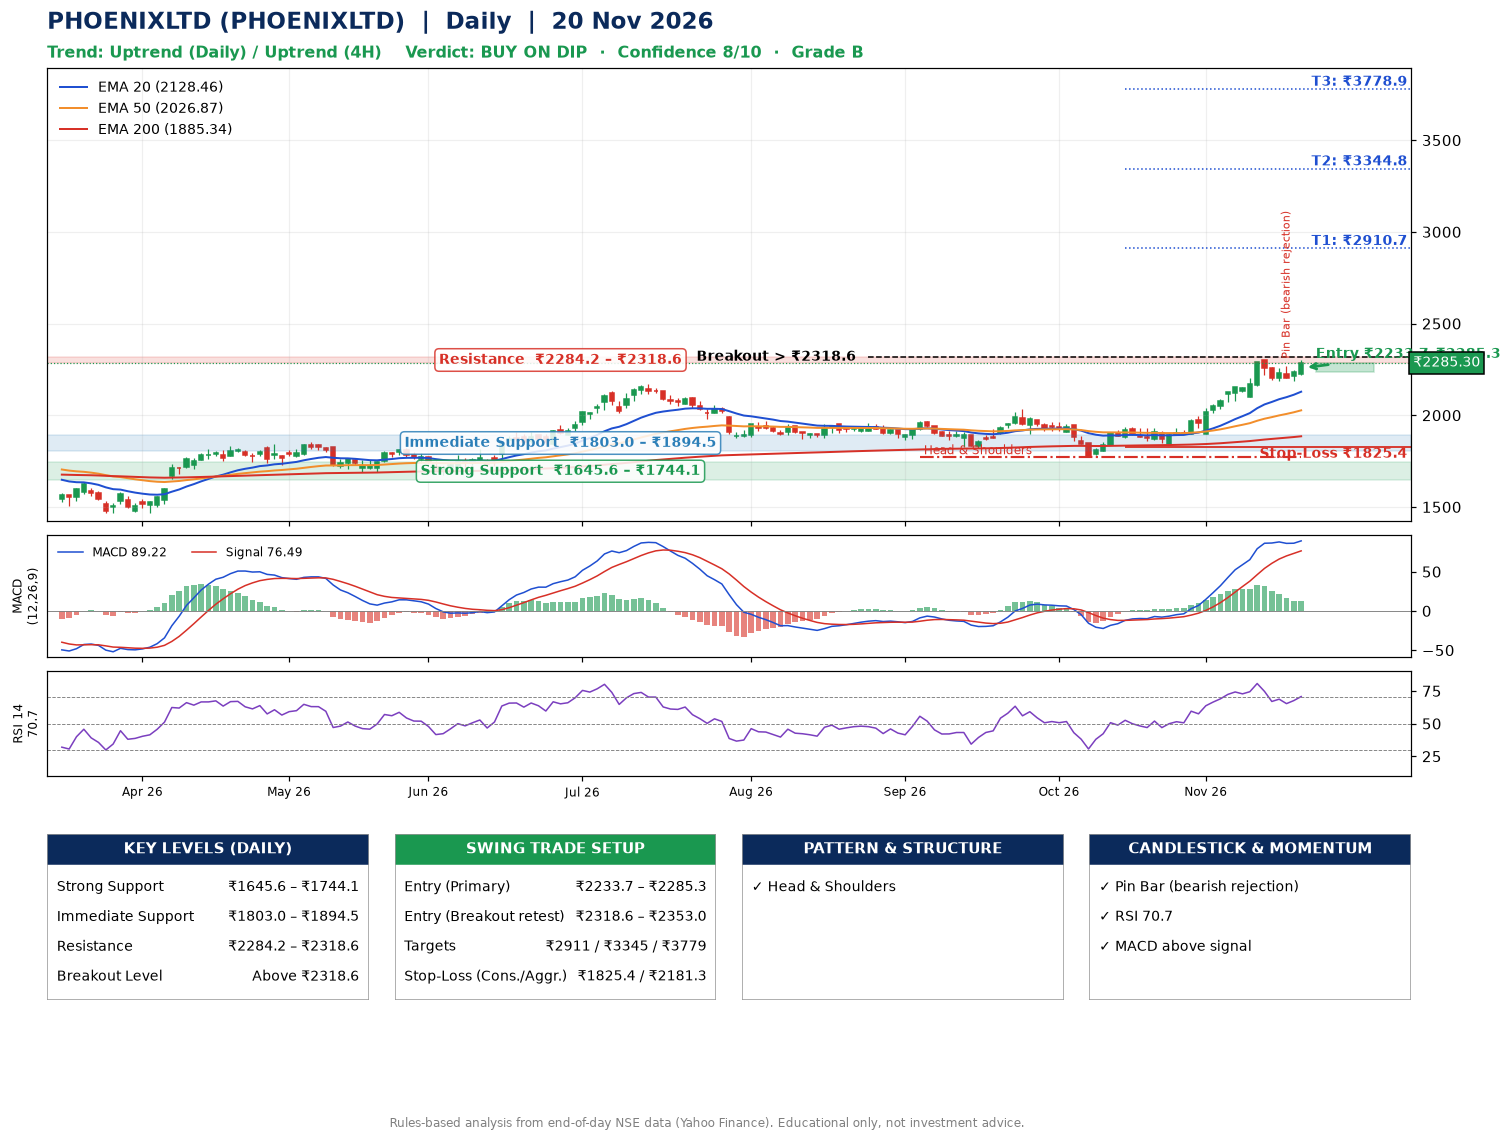 PHOENIXLTD (PHOENIXLTD)  |  Daily  |  20 Nov 2026
Trend: Uptrend (Daily) / Uptrend (4H)    Verdict: BUY ON DIP  ·  Confidence 8/10  ·  Grade B
EMA 20 (2128.46)
EMA 50 (2026.87)
EMA 200 (1885.34)
T3: ₹3778.9
3500
T2: ₹3344.8
3000
T1: ₹2910.7
Pin Bar (bearish rejection)
2500
Resistance  ₹2284.2 – ₹2318.6
Breakout > ₹2318.6
Entry ₹2233.7
₹2285.30
2000
Immediate Support  ₹1803.0 – ₹1894.5
Head & Shoulders
Stop-Loss ₹1825.4
Strong Support  ₹1645.6 – ₹1744.1
1500
MACD 89.22
Signal 76.49
MACD
(12,26,9)
50
0
−50
RSI 14
70.7
75
50
25
Apr 26
May 26
Jun 26
Jul 26
Aug 26
Sep 26
Oct 26
Nov 26
KEY LEVELS (DAILY)
Strong Support  ₹1645.6 – ₹1744.1
Immediate Support  ₹1803.0 – ₹1894.5
Resistance  ₹2284.2 – ₹2318.6
Breakout Level  Above ₹2318.6
SWING TRADE SETUP
Entry (Primary)  ₹2233.7 – ₹2285.3
Entry (Breakout retest)  ₹2318.6 – ₹2353.0
Targets  ₹2911 / ₹3345 / ₹3779
Stop-Loss (Cons./Aggr.)  ₹1825.4 / ₹2181.3
PATTERN & STRUCTURE
✓ Head & Shoulders
CANDLESTICK & MOMENTUM
✓ Pin Bar (bearish rejection)
✓ RSI 70.7
✓ MACD above signal
Rules-based analysis from end-of-day NSE data (Yahoo Finance). Educational only, not investment advice.